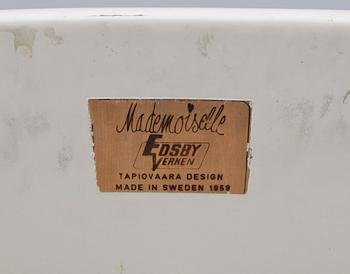 Mademoiselle
EDSBY
VERKEN
TAPIOVAARA DESIGN
MADE IN SWEDEN 1959